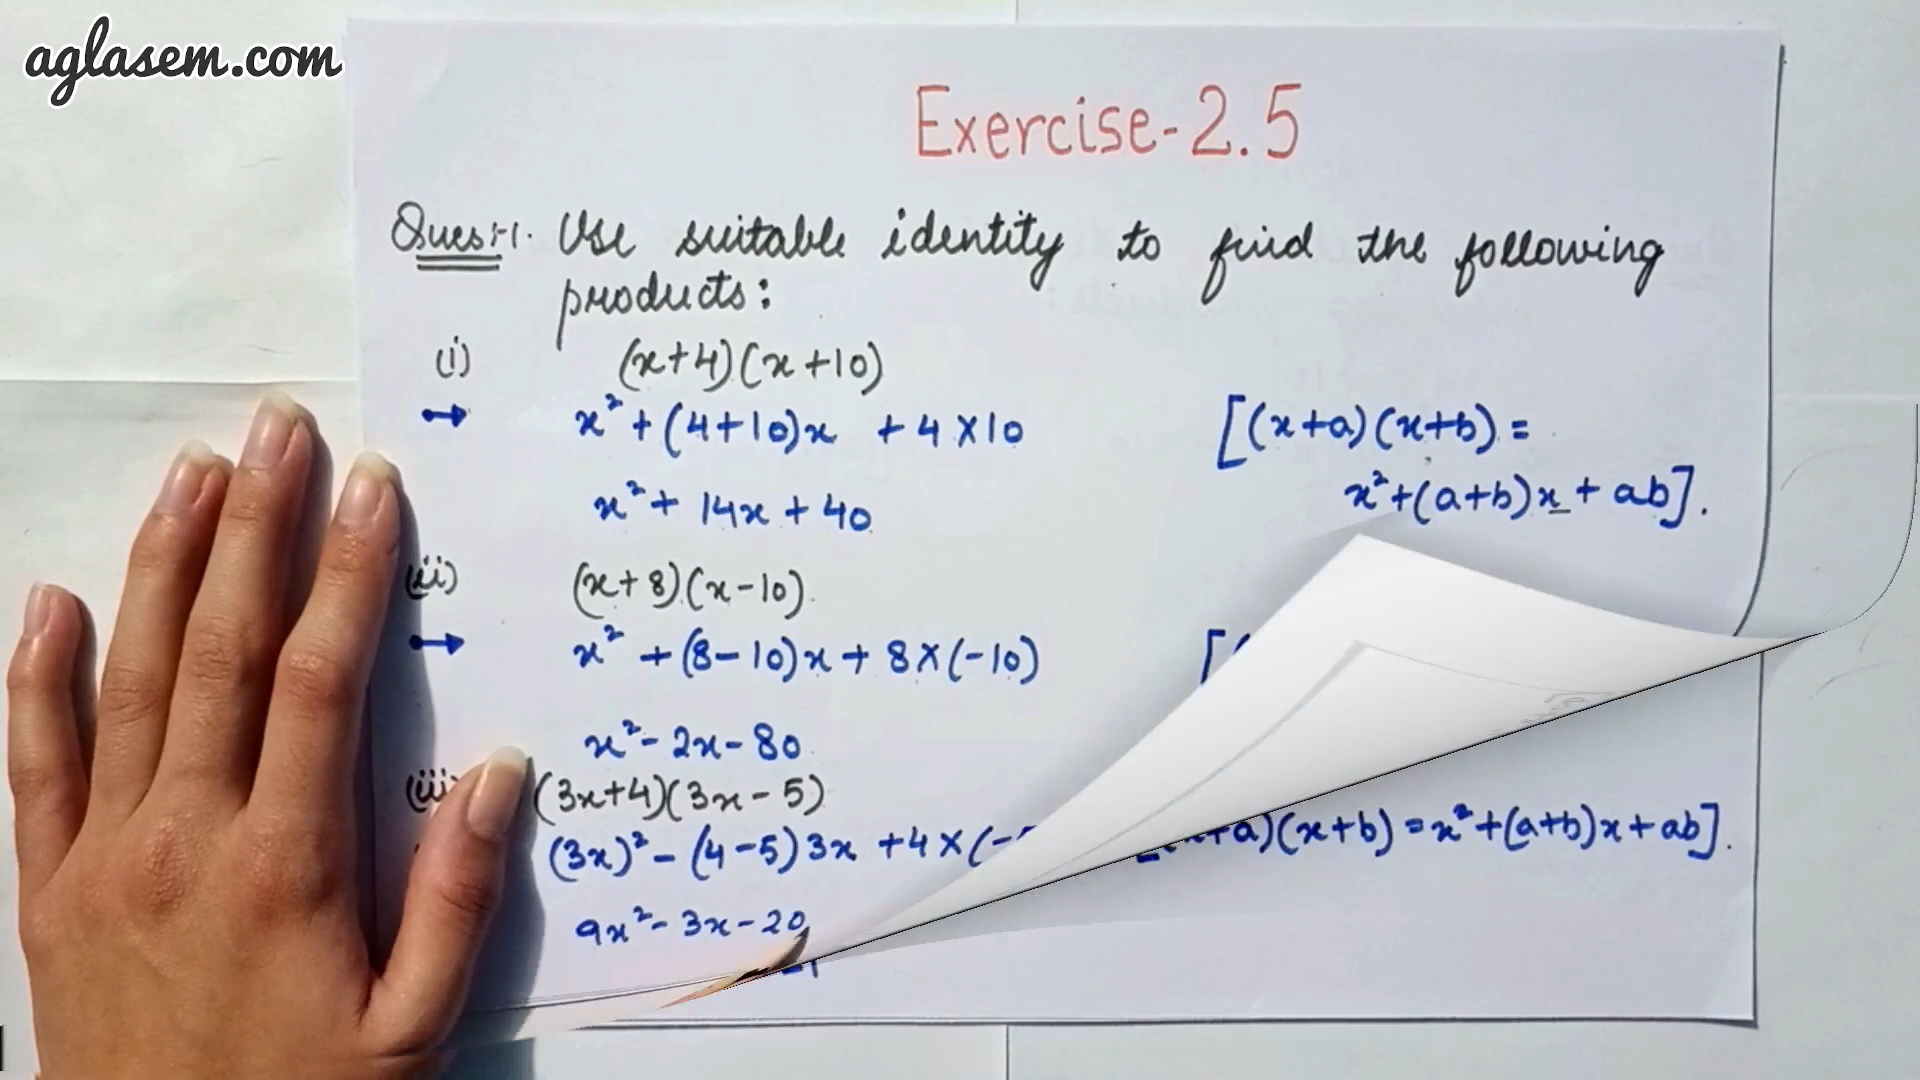 aglasem.com
Exercise-2.5
Ques:-1. Use suitable identity to find the following
products:
(i) (x+4)(x+10)
→ x²+(4+10)x +4×10 [(x+a)(x+b) =
x²+(a+b)x + ab].
x²+ 14x + 40
(ii) (x+8)(x-10).
→ x² +(8-10)x + 8×(-10) [(
x²- 2x - 80
(iii) (3x+4)(3x-5)
(3x)² - (4-5)3x +4×(-5 +a)(x+b) = x²+(a+b)x + ab].
9x²- 3x - 20